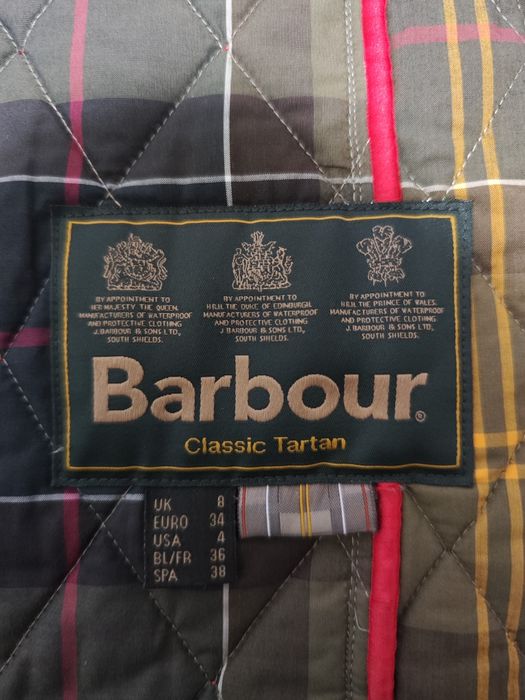 BY APPOINTMENT TO
HER MAJESTY THE QUEEN
MANUFACTURERS OF WATERPROOF
AND PROTECTIVE CLOTHING
J. BARBOUR & SONS LTD,
SOUTH SHIELDS.
BY APPOINTMENT TO
H.R.H. THE DUKE OF EDINBURGH
MANUFACTURERS OF WATERPROOF
AND PROTECTIVE CLOTHING
J. BARBOUR & SONS LTD,
SOUTH SHIELDS.
BY APPOINTMENT TO
H.R.H. THE PRINCE OF WALES
MANUFACTURERS OF WATERPROOF
AND PROTECTIVE CLOTHING
J. BARBOUR & SONS LTD,
SOUTH SHIELDS.
Barbour®
Classic Tartan
UK 8
EURO 34
USA 4
BL/FR 36
SPA 38